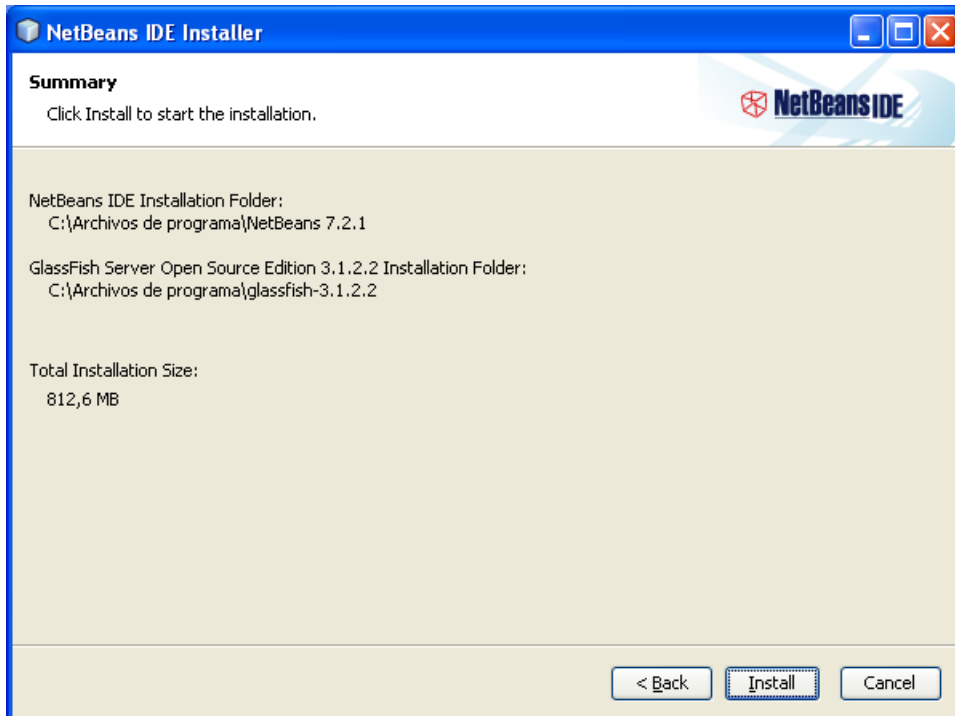 NetBeans IDE Installer
Summary
Click Install to start the installation.
NetBeans IDE
NetBeans IDE Installation Folder:
C:\Archivos de programa\NetBeans 7.2.1
GlassFish Server Open Source Edition 3.1.2.2 Installation Folder:
C:\Archivos de programa\glassfish-3.1.2.2
Total Installation Size:
812,6 MB
< Back
Install
Cancel